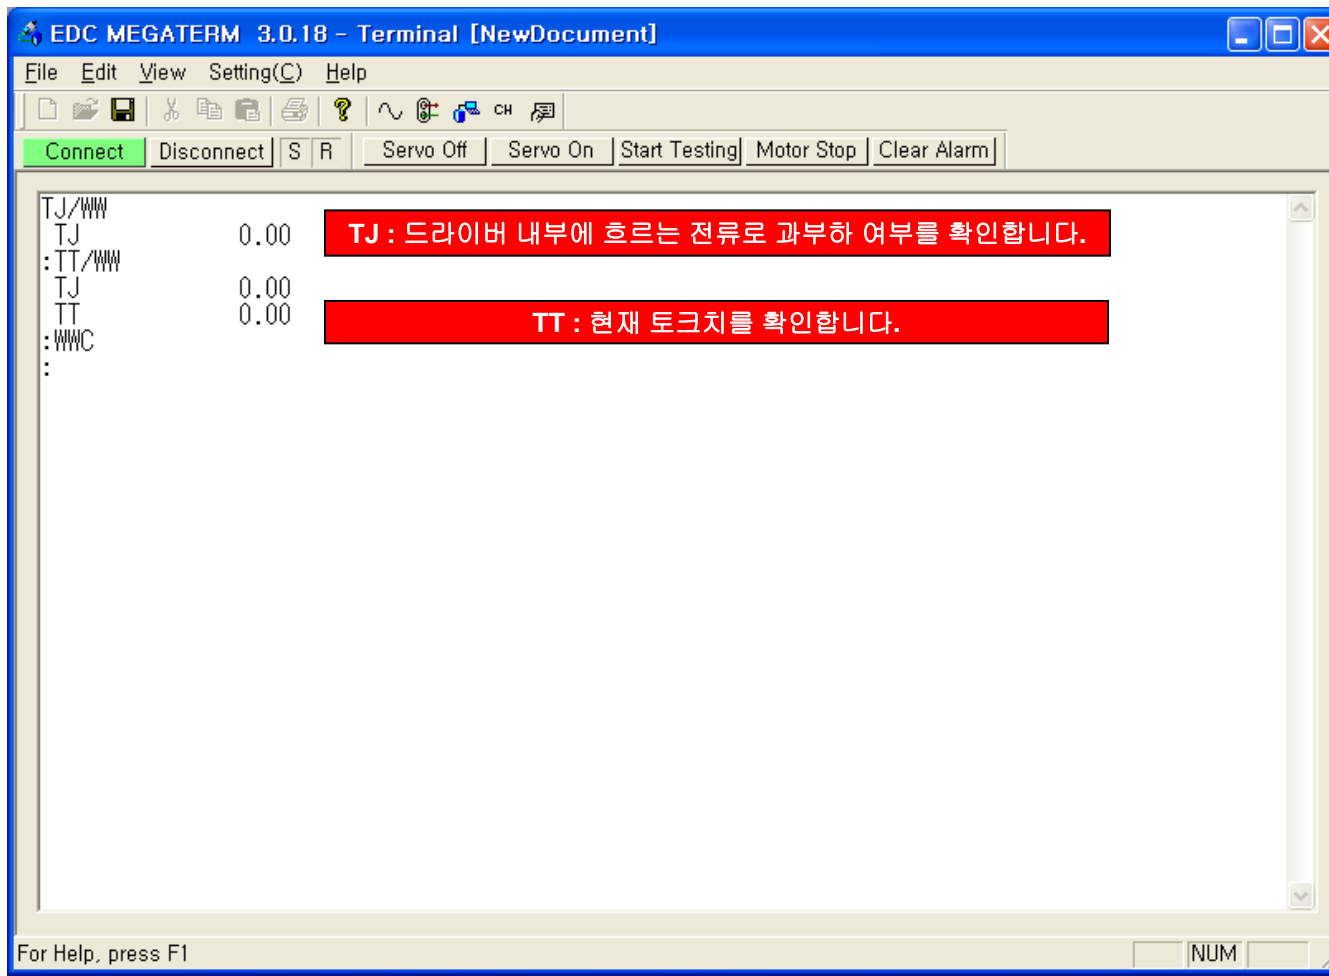 EDC MEGATERM 3.0.18 - Terminal [NewDocument]
File Edit View Setting(C) Help
CH
Connect Disconnect S R Servo Off Servo On Start Testing Motor Stop Clear Alarm
TJ/WW
TJ 0.00 TJ : 드라이버 내부에 흐르는 전류로 과부하 여부를 확인합니다.
:TT/WW
TJ 0.00
TT 0.00 TT : 현재 토크치를 확인합니다.
:WWC
:
For Help, press F1 NUM